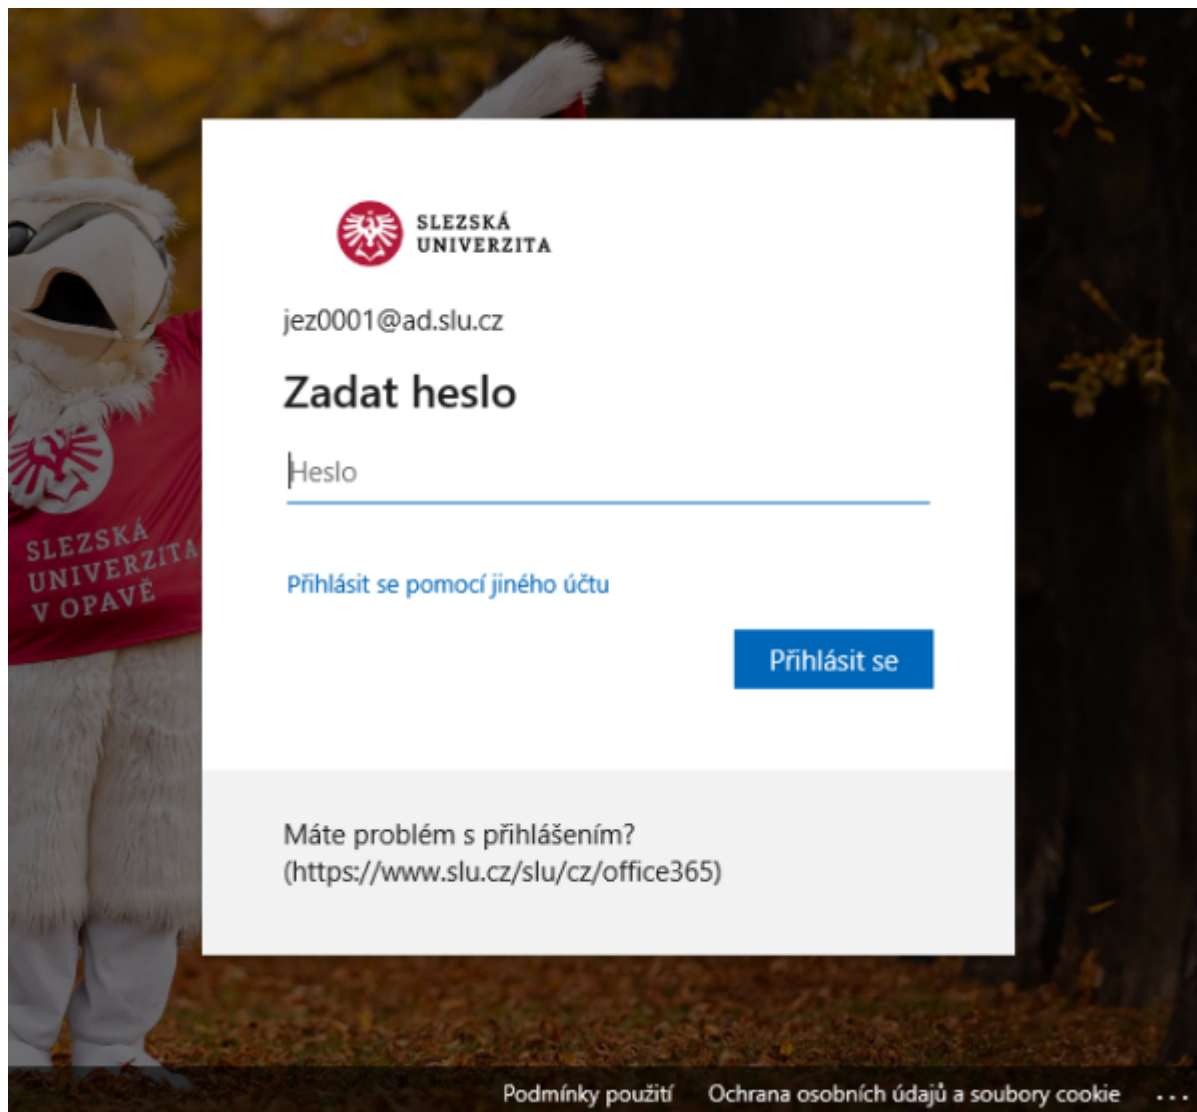 SLEZSKÁ
UNIVERZITA
jez0001@ad.slu.cz
Zadat heslo
Heslo
Přihlásit se pomocí jiného účtu
Přihlásit se
Máte problém s přihlášením?
(https://www.slu.cz/slu/cz/office365)
SLEZSKÁ
UNIVERZITA
V OPAVĚ
Podmínky použití Ochrana osobních údajů a soubory cookie ...